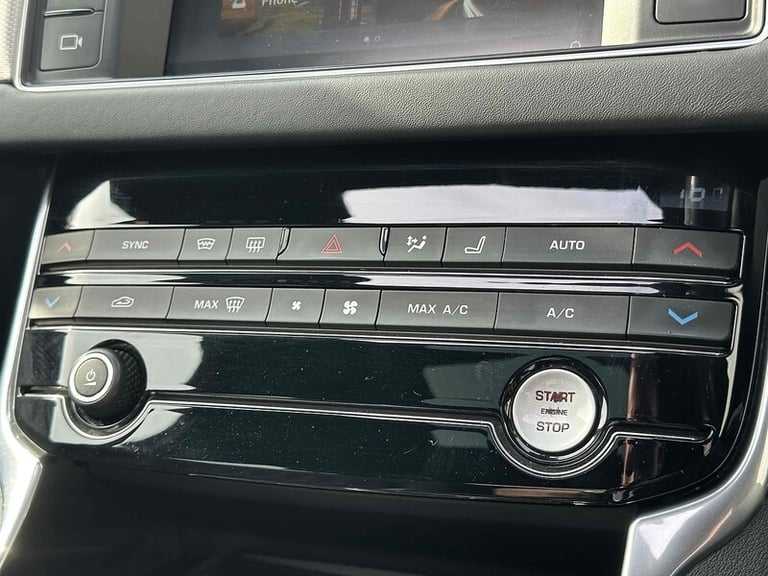 Phone
SYNC
AUTO
MAX
MAX A/C
A/C
START
ENGINE
STOP